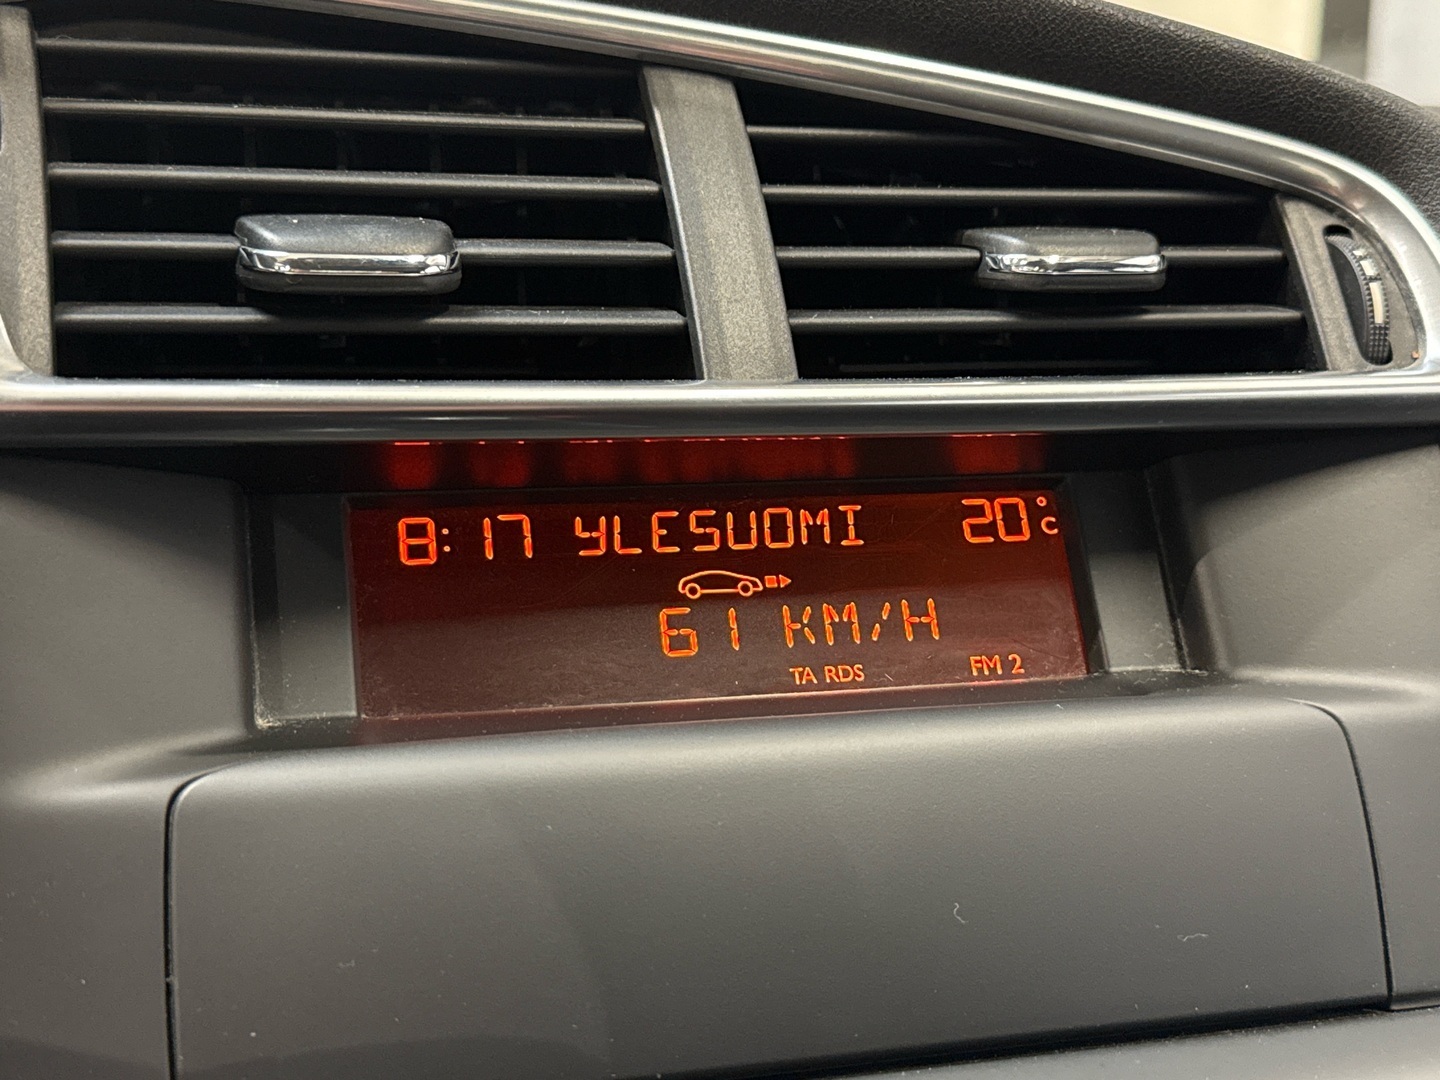 8:17 YLESUOMI 20°C
61 KM/H
TA RDS FM 2